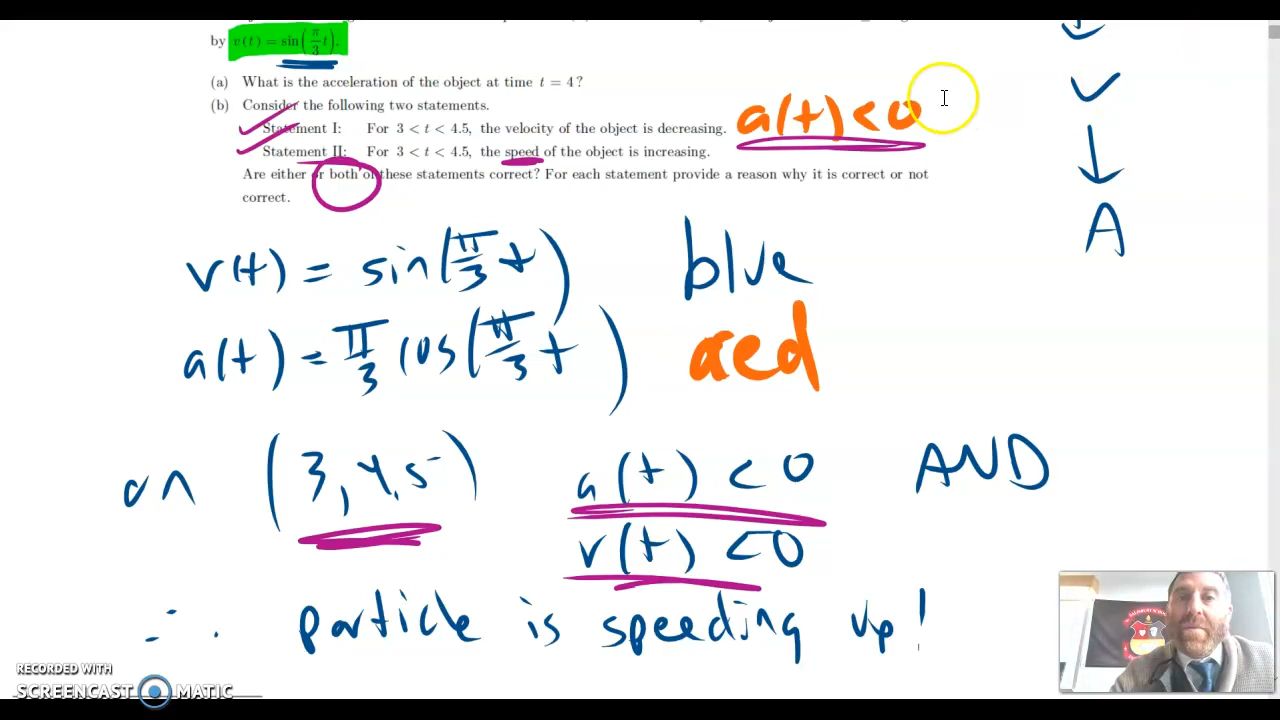 by v(t) = sin(π/3 t).
(a) What is the acceleration of the object at time t = 4?
(b) Consider the following two statements.
Statement I: For 3 < t < 4.5, the velocity of the object is decreasing.
Statement II: For 3 < t < 4.5, the speed of the object is increasing.
Are either or both of these statements correct? For each statement provide a reason why it is correct or not
correct.
a(t) < 0
V
A
v(t) = sin(π/3 t) blue
a(t) = π/3 cos(π/3 t) red
on (3, 4.5) a(t) < 0 AND
v(t) < 0
∴ particle is speeding up!
RECORDED WITH
SCREENCAST MATIC